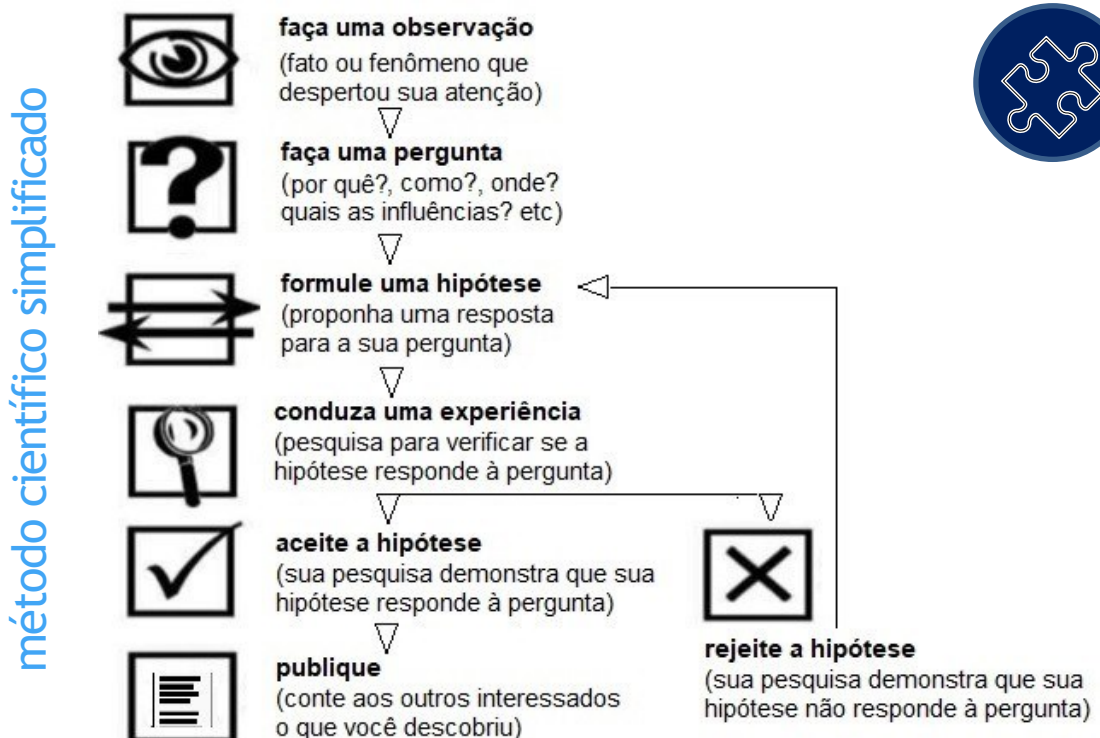 método científico simplificado
faça uma observação
(fato ou fenômeno que
despertou sua atenção)
faça uma pergunta
(por quê?, como?, onde?
quais as influências? etc)
formule uma hipótese
(proponha uma resposta
para a sua pergunta)
conduza uma experiência
(pesquisa para verificar se a
hipótese responde à pergunta)
aceite a hipótese
(sua pesquisa demonstra que sua
hipótese responde à pergunta)
publique
(conte aos outros interessados
o que você descobriu)
rejeite a hipótese
(sua pesquisa demonstra que sua
hipótese não responde à pergunta)